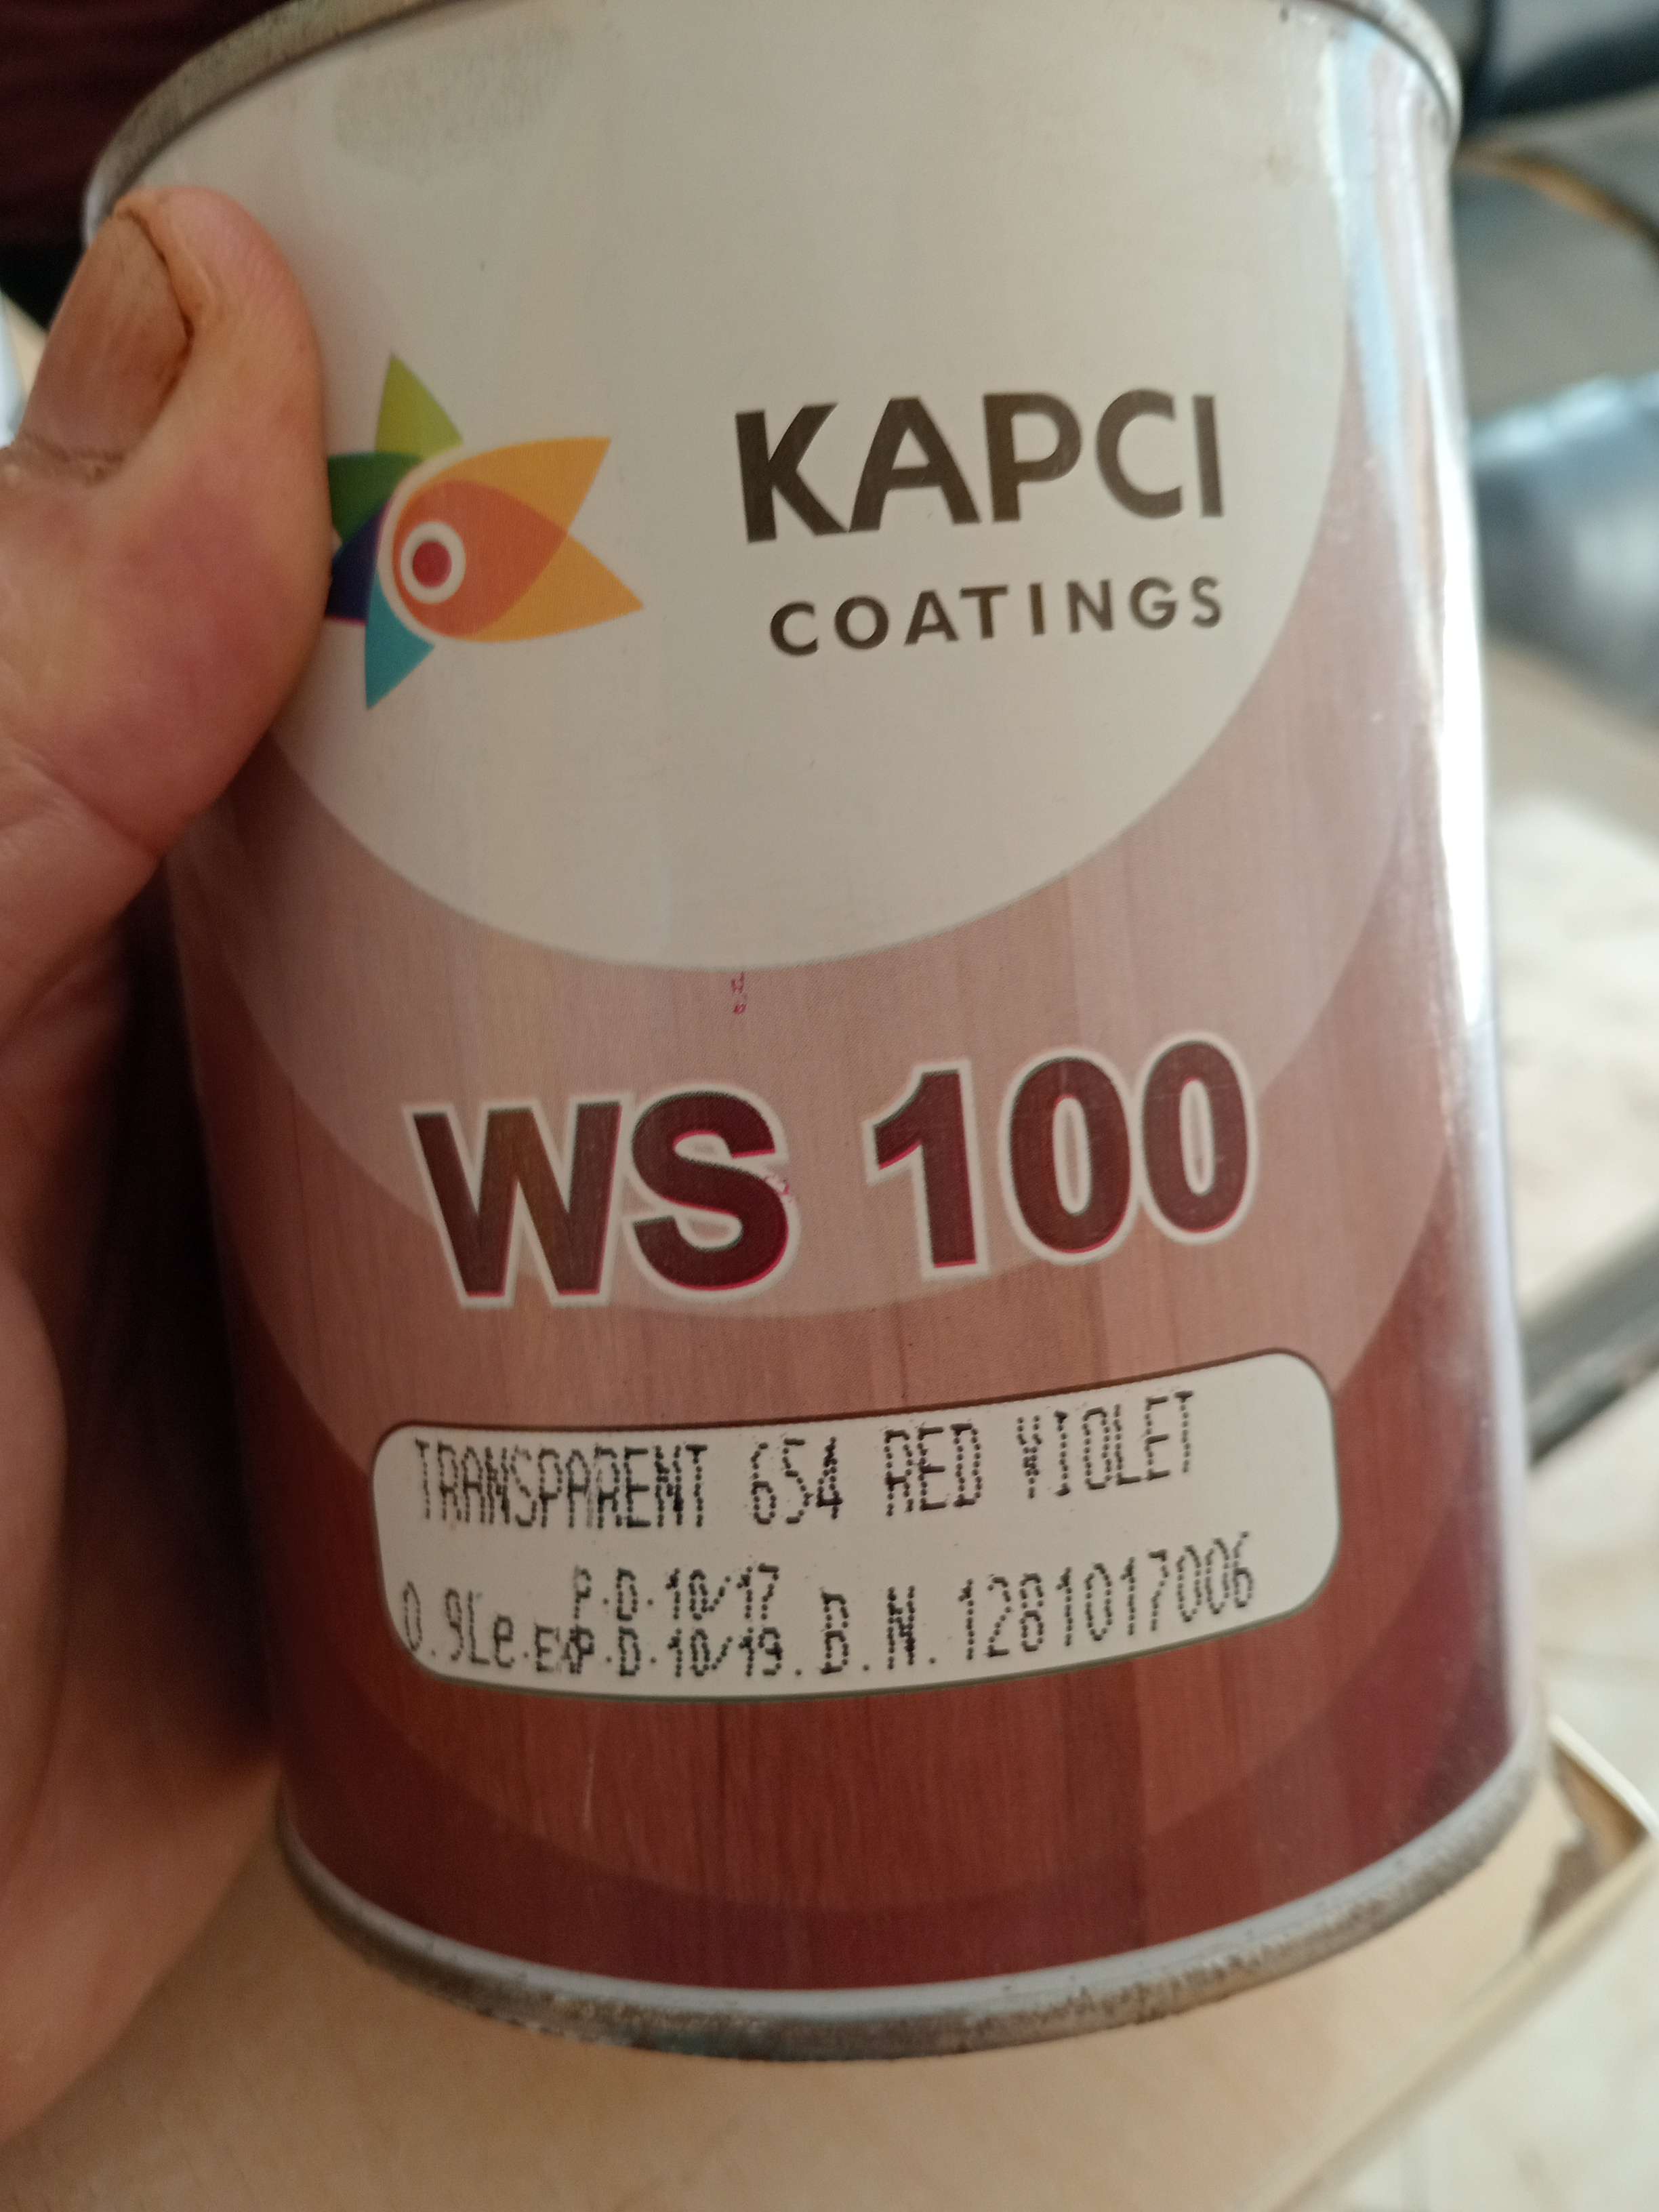 KAPCI
COATINGS
WS 100
TRANSPARENT 654 RED VIOLET
P.D.10/17
0.9Le.EXP.D.10/19.B.N.1281017006